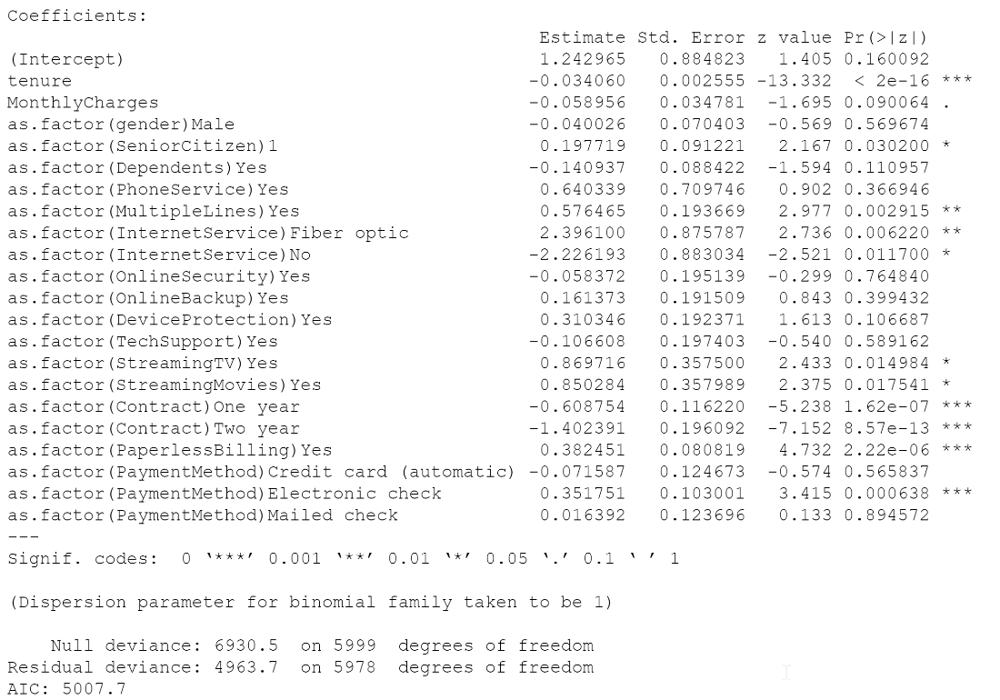 Coefficients:
Estimate Std. Error z value Pr(>|z|)
(Intercept) 1.242965 0.884823 1.405 0.160092
tenure -0.034060 0.002555 -13.332 < 2e-16 ***
MonthlyCharges -0.058956 0.034781 -1.695 0.090064 .
as.factor(gender)Male -0.040026 0.070403 -0.569 0.569674
as.factor(SeniorCitizen)1 0.197719 0.091221 2.167 0.030200 *
as.factor(Dependents)Yes -0.140937 0.088422 -1.594 0.110957
as.factor(PhoneService)Yes 0.640339 0.709746 0.902 0.366946
as.factor(MultipleLines)Yes 0.576465 0.193669 2.977 0.002915 **
as.factor(InternetService)Fiber optic 2.396100 0.875787 2.736 0.006220 **
as.factor(InternetService)No -2.226193 0.883034 -2.521 0.011700 *
as.factor(OnlineSecurity)Yes -0.058372 0.195139 -0.299 0.764840
as.factor(OnlineBackup)Yes 0.161373 0.191509 0.843 0.399432
as.factor(DeviceProtection)Yes 0.310346 0.192371 1.613 0.106687
as.factor(TechSupport)Yes -0.106608 0.197403 -0.540 0.589162
as.factor(StreamingTV)Yes 0.869716 0.357500 2.433 0.014984 *
as.factor(StreamingMovies)Yes 0.850284 0.357989 2.375 0.017541 *
as.factor(Contract)One year -0.608754 0.116220 -5.238 1.62e-07 ***
as.factor(Contract)Two year -1.402391 0.196092 -7.152 8.57e-13 ***
as.factor(PaperlessBilling)Yes 0.382451 0.080819 4.732 2.22e-06 ***
as.factor(PaymentMethod)Credit card (automatic) -0.071587 0.124673 -0.574 0.565837
as.factor(PaymentMethod)Electronic check 0.351751 0.103001 3.415 0.000638 ***
as.factor(PaymentMethod)Mailed check 0.016392 0.123696 0.133 0.894572
---
Signif. codes: 0 ‘***’ 0.001 ‘**’ 0.01 ‘*’ 0.05 ‘.’ 0.1 ‘ ’ 1
(Dispersion parameter for binomial family taken to be 1)
Null deviance: 6930.5 on 5999 degrees of freedom
Residual deviance: 4963.7 on 5978 degrees of freedom
AIC: 5007.7